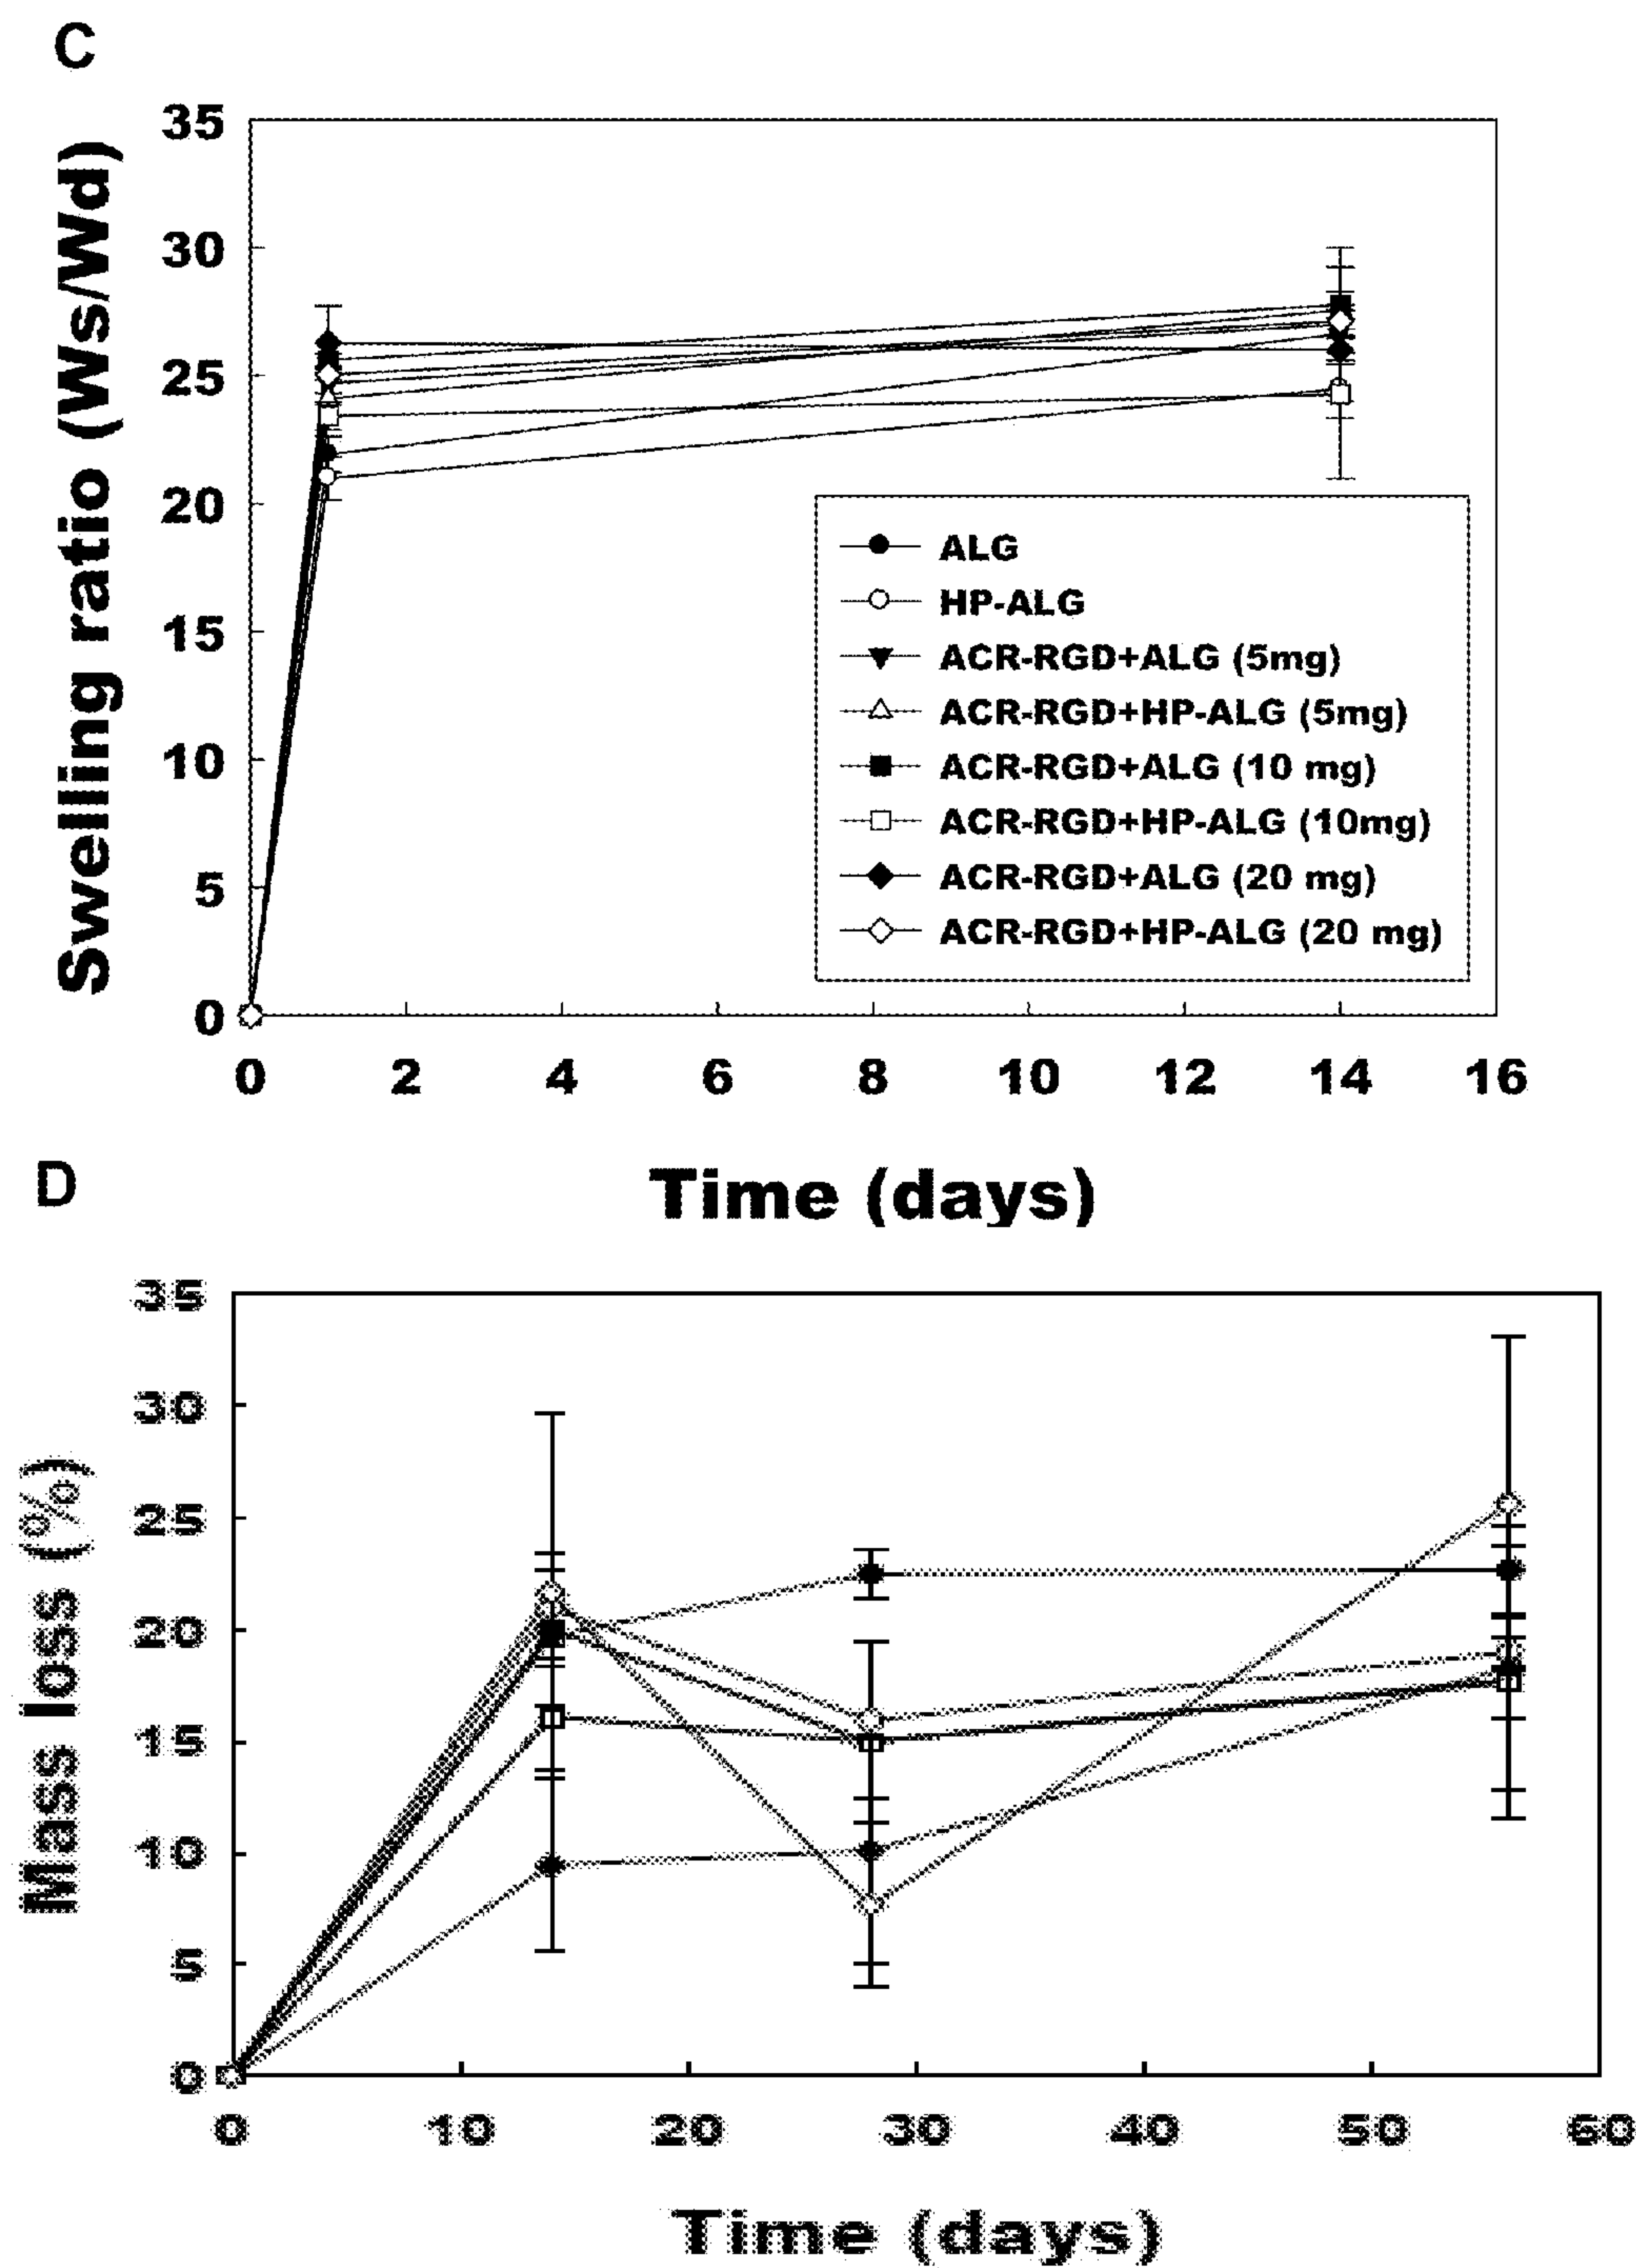 C
Swelling ratio (Ws/Wd)
35
30
25
20
15
10
5
0
ALG
HP-ALG
ACR-RGD+ALG (5mg)
ACR-RGD+HP-ALG (5mg)
ACR-RGD+ALG (10 mg)
ACR-RGD+HP-ALG (10mg)
ACR-RGD+ALG (20 mg)
ACR-RGD+HP-ALG (20 mg)
0 2 4 6 8 10 12 14 16
Time (days)
D
Mass loss (%)
35
30
25
20
15
10
5
0
0 10 20 30 40 50 60
Time (days)